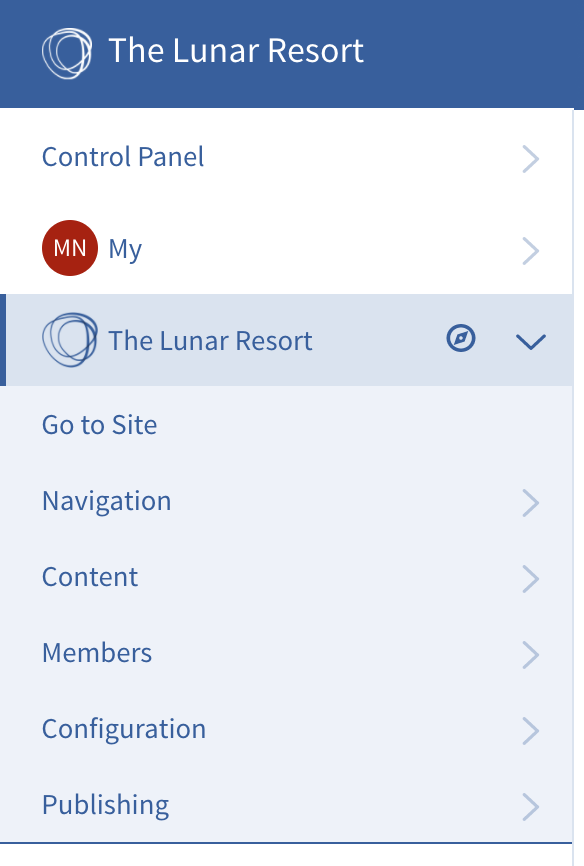 The Lunar Resort
Control Panel
MN My
The Lunar Resort
Go to Site
Navigation
Content
Members
Configuration
Publishing